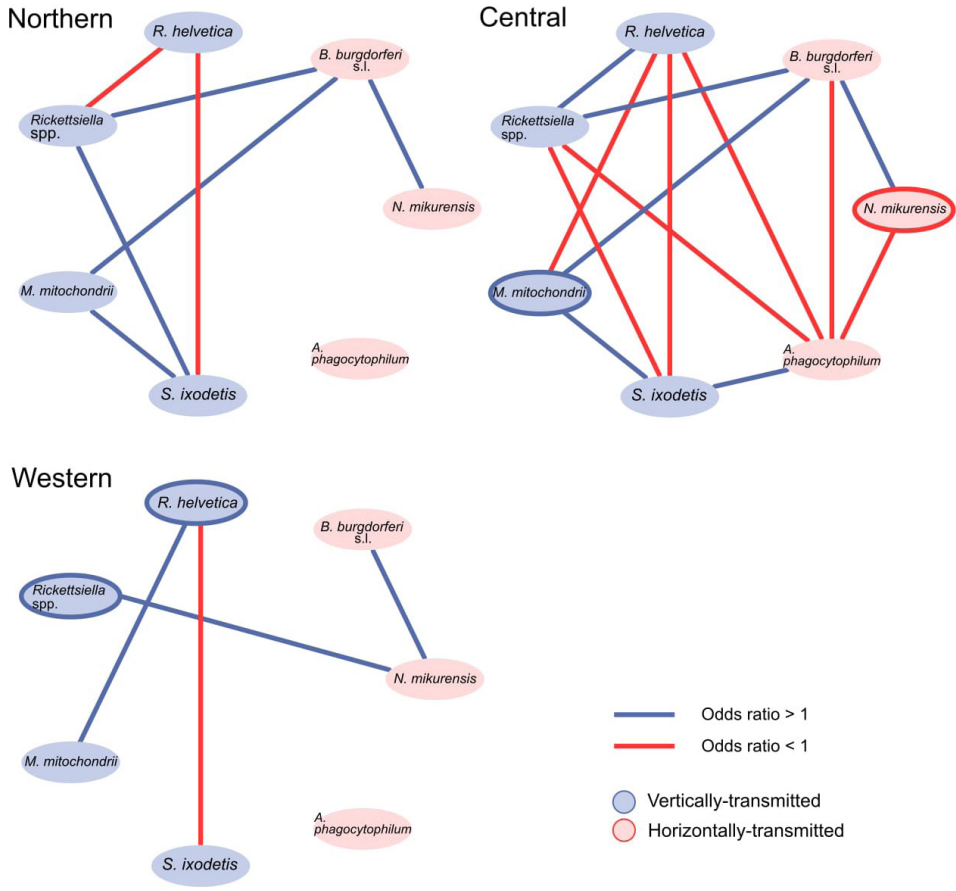 Northern
R. helvetica
B. burgdorferi
s.l.
Rickettsiella
spp.
N. mikurensis
M. mitochondrii
A.
phagocytophilum
S. ixodetis
Central
R. helvetica
B. burgdorferi
s.l.
Rickettsiella
spp.
N. mikurensis
M. mitochondrii
A.
phagocytophilum
S. ixodetis
Western
R. helvetica
B. burgdorferi
s.l.
Rickettsiella
spp.
N. mikurensis
M. mitochondrii
A.
phagocytophilum
S. ixodetis
Odds ratio > 1
Odds ratio < 1
Vertically-transmitted
Horizontally-transmitted